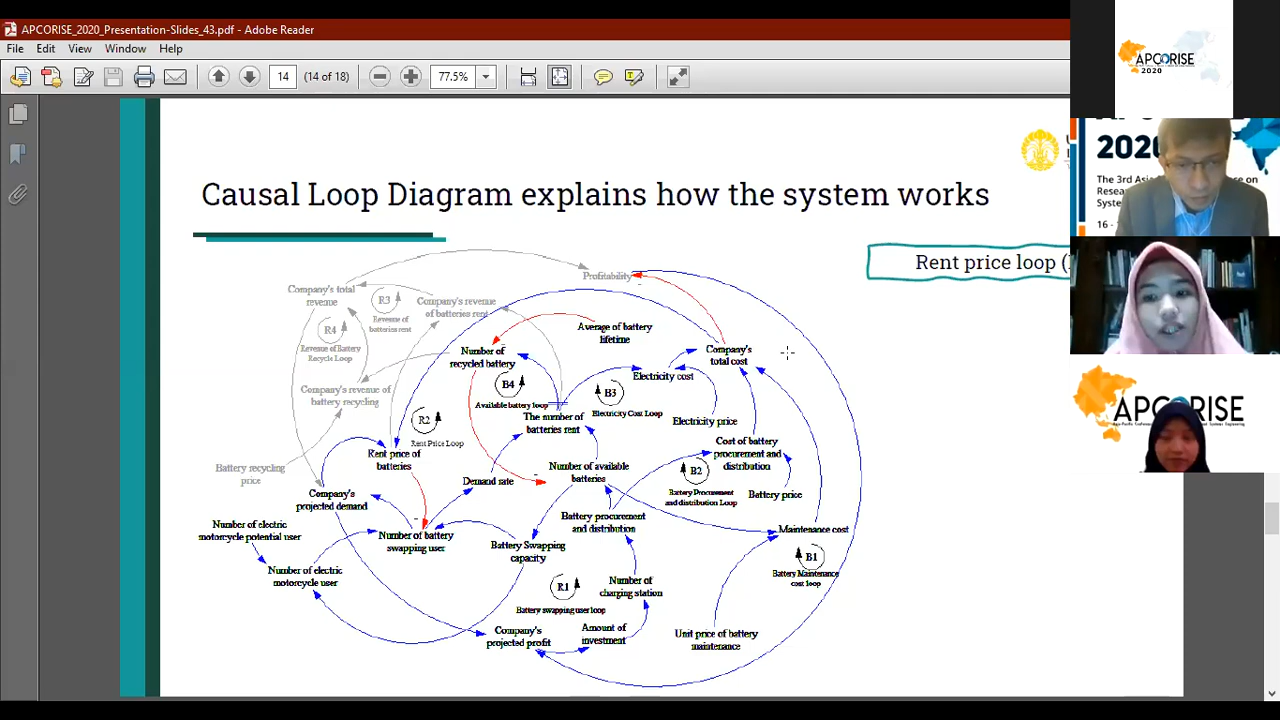 APCORISE_2020_Presentation-Slides_43.pdf - Adobe Reader
File Edit View Window Help
14 (14 of 18) 77.5%
Causal Loop Diagram explains how the system works
Rent price loop (
Profitability
Company's total
revenue
R3
Revenue of
batteries rent
Company's revenue
of batteries rent
R4
Revenue of Battery
Recycle Loop
Company's revenue of
battery recycling
Battery recycling
price
Number of
recycled battery
Average of battery
lifetime
B4
Available battery loop
The number of
batteries rent
B3
Electricity Cost Loop
Electricity cost
Company's
total cost
Electricity price
R2
Rent Price Loop
Rent price of
batteries
Demand rate
Number of available
batteries
B2
Battery Procurement
and distribution Loop
Cost of battery
procurement and
distribution
Battery price
Company's
projected demand
Number of electric
motorcycle potential user
Number of electric
motorcycle user
Number of battery
swapping user
Battery Swapping
capacity
Battery procurement
and distribution
Maintenance cost
B1
Battery Maintenance
cost loop
R1
Battery swapping user loop
Number of
charging station
Company's
projected profit
Amount of
investment
Unit price of battery
maintenance
APCORISE
2020
2020
The 3rd Asia
ce on
Resea
Syste
16 -
APCORISE